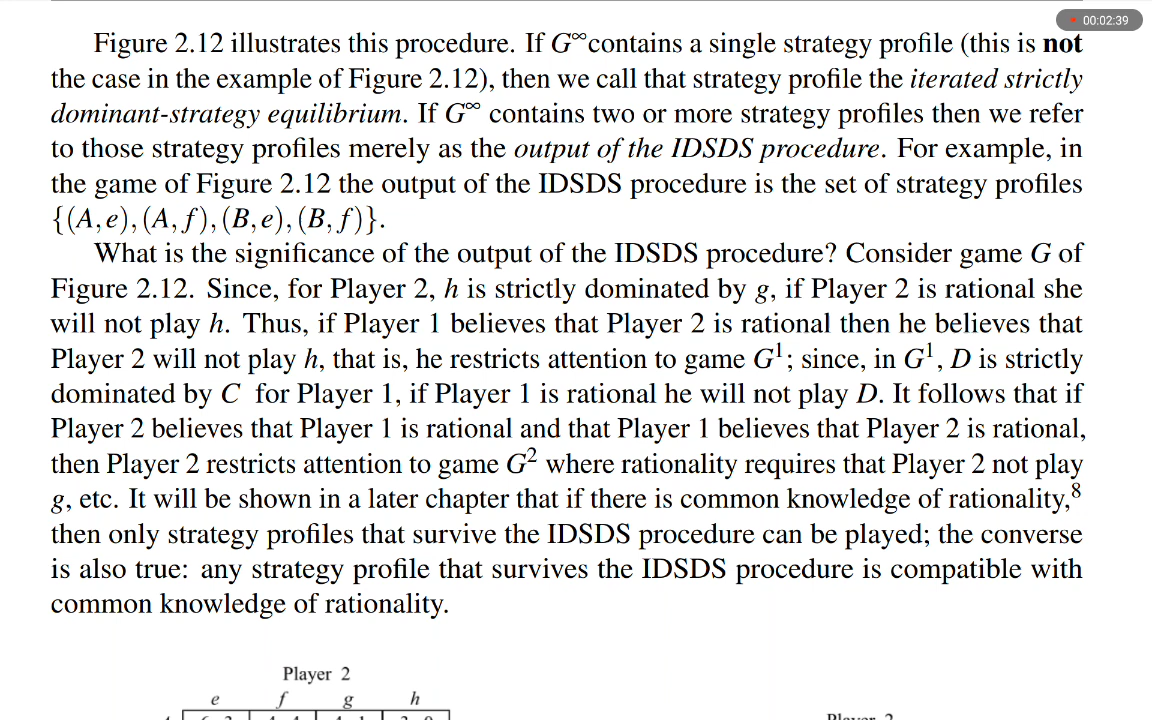 00:02:39
Figure 2.12 illustrates this procedure. If G∞ contains a single strategy profile (this is not
the case in the example of Figure 2.12), then we call that strategy profile the iterated strictly
dominant-strategy equilibrium. If G∞ contains two or more strategy profiles then we refer
to those strategy profiles merely as the output of the IDSDS procedure. For example, in
the game of Figure 2.12 the output of the IDSDS procedure is the set of strategy profiles
{(A,e),(A,f),(B,e),(B,f)}.
What is the significance of the output of the IDSDS procedure? Consider game G of
Figure 2.12. Since, for Player 2, h is strictly dominated by g, if Player 2 is rational she
will not play h. Thus, if Player 1 believes that Player 2 is rational then he believes that
Player 2 will not play h, that is, he restricts attention to game G¹; since, in G¹, D is strictly
dominated by C for Player 1, if Player 1 is rational he will not play D. It follows that if
Player 2 believes that Player 1 is rational and that Player 1 believes that Player 2 is rational,
then Player 2 restricts attention to game G² where rationality requires that Player 2 not play
g, etc. It will be shown in a later chapter that if there is common knowledge of rationality,⁸
then only strategy profiles that survive the IDSDS procedure can be played; the converse
is also true: any strategy profile that survives the IDSDS procedure is compatible with
common knowledge of rationality.
Player 2
e f g h
Player 2